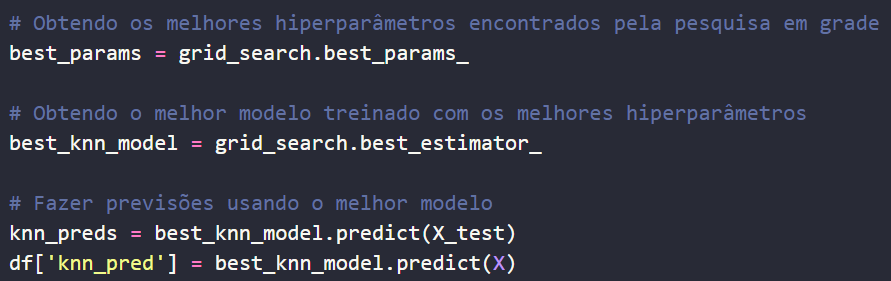 # Obtendo os melhores hiperparâmetros encontrados pela pesquisa em grade
best_params = grid_search.best_params_
# Obtendo o melhor modelo treinado com os melhores hiperparâmetros
best_knn_model = grid_search.best_estimator_
# Fazer previsões usando o melhor modelo
knn_preds = best_knn_model.predict(X_test)
df['knn_pred'] = best_knn_model.predict(X)